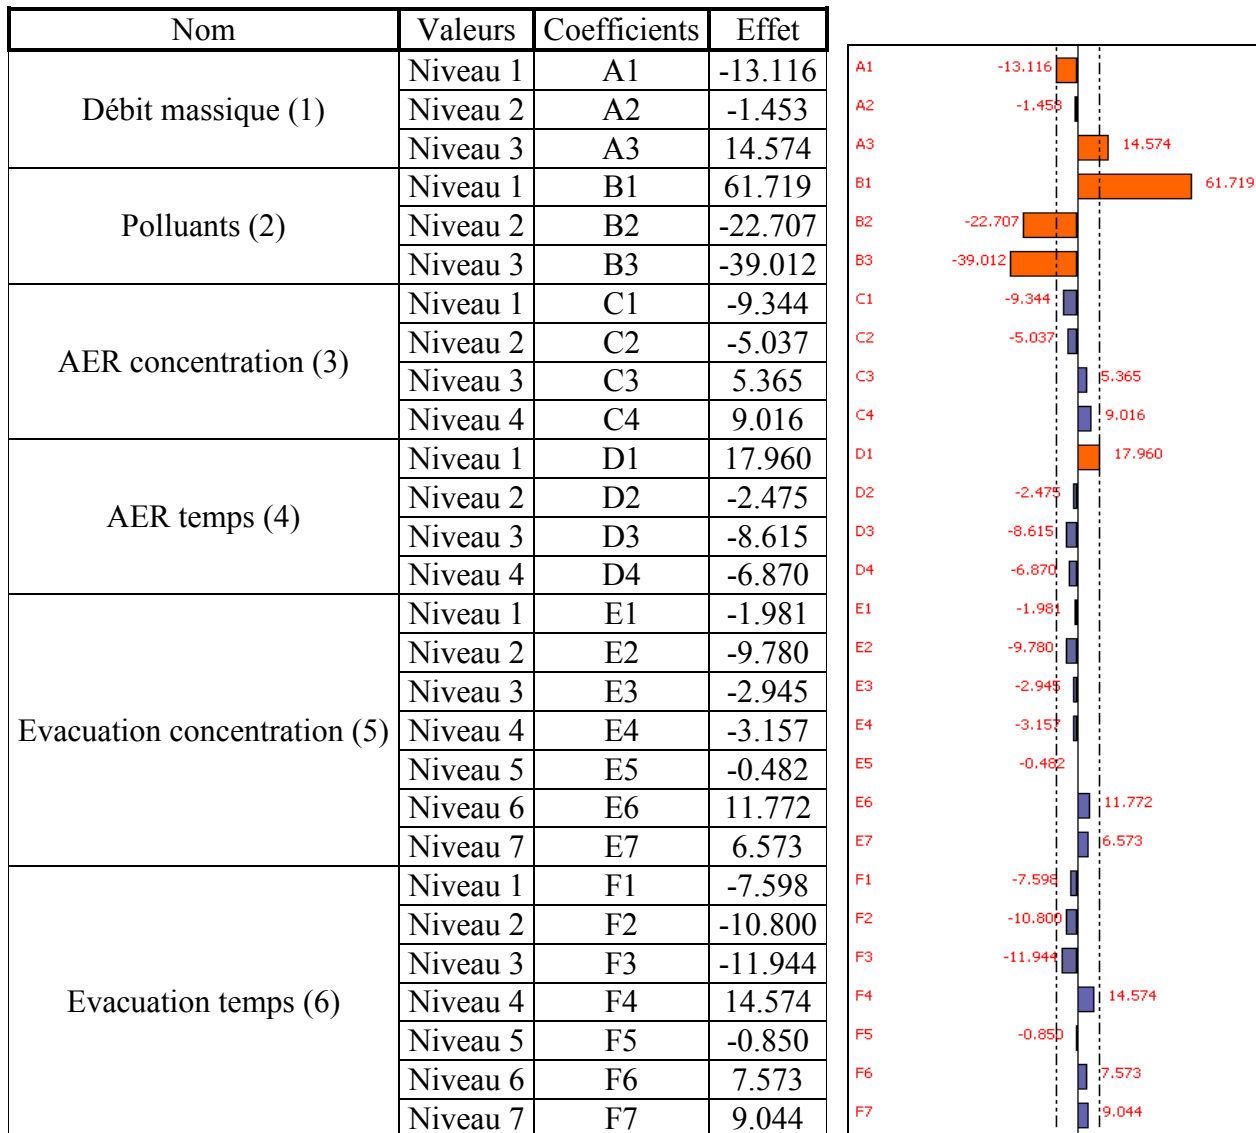 Nom Valeurs Coefficients Effet
Débit massique (1)
Niveau 1 A1 -13.116
Niveau 2 A2 -1.453
Niveau 3 A3 14.574
Polluants (2)
Niveau 1 B1 61.719
Niveau 2 B2 -22.707
Niveau 3 B3 -39.012
AER concentration (3)
Niveau 1 C1 -9.344
Niveau 2 C2 -5.037
Niveau 3 C3 5.365
Niveau 4 C4 9.016
AER temps (4)
Niveau 1 D1 17.960
Niveau 2 D2 -2.475
Niveau 3 D3 -8.615
Niveau 4 D4 -6.870
Evacuation concentration (5)
Niveau 1 E1 -1.981
Niveau 2 E2 -9.780
Niveau 3 E3 -2.945
Niveau 4 E4 -3.157
Niveau 5 E5 -0.482
Niveau 6 E6 11.772
Niveau 7 E7 6.573
Evacuation temps (6)
Niveau 1 F1 -7.598
Niveau 2 F2 -10.800
Niveau 3 F3 -11.944
Niveau 4 F4 14.574
Niveau 5 F5 -0.850
Niveau 6 F6 7.573
Niveau 7 F7 9.044
A1 -13.116
A2 -1.453
A3 14.574
B1 61.719
B2 -22.707
B3 -39.012
C1 -9.344
C2 -5.037
C3 5.365
C4 9.016
D1 17.960
D2 -2.475
D3 -8.615
D4 -6.870
E1 -1.981
E2 -9.780
E3 -2.945
E4 -3.157
E5 -0.482
E6 11.772
E7 6.573
F1 -7.598
F2 -10.800
F3 -11.944
F4 14.574
F5 -0.850
F6 7.573
F7 9.044